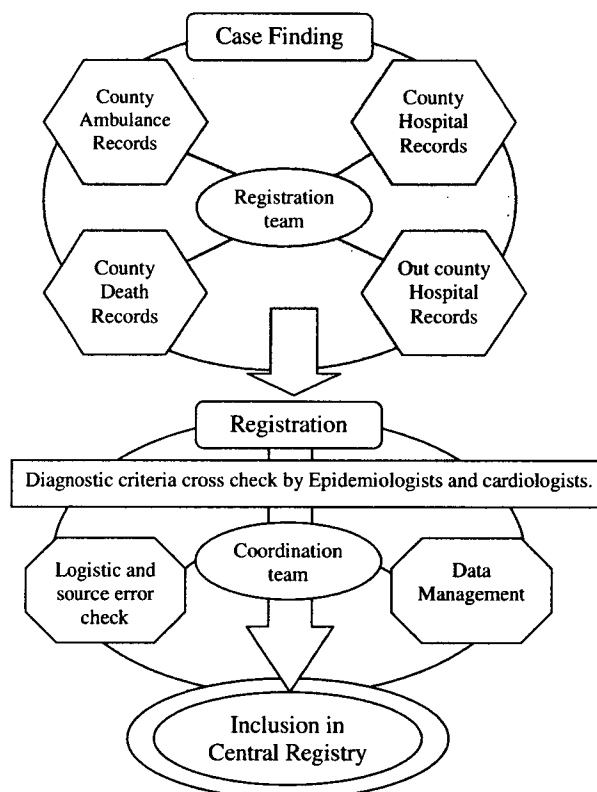 Case Finding
County
Ambulance
Records
County
Hospital
Records
Registration
team
County
Death
Records
Out county
Hospital
Records
Registration
Diagnostic criteria cross check by Epidemiologists and cardiologists.
Coordination
team
Logistic and
source error
check
Data
Management
Inclusion in
Central Registry